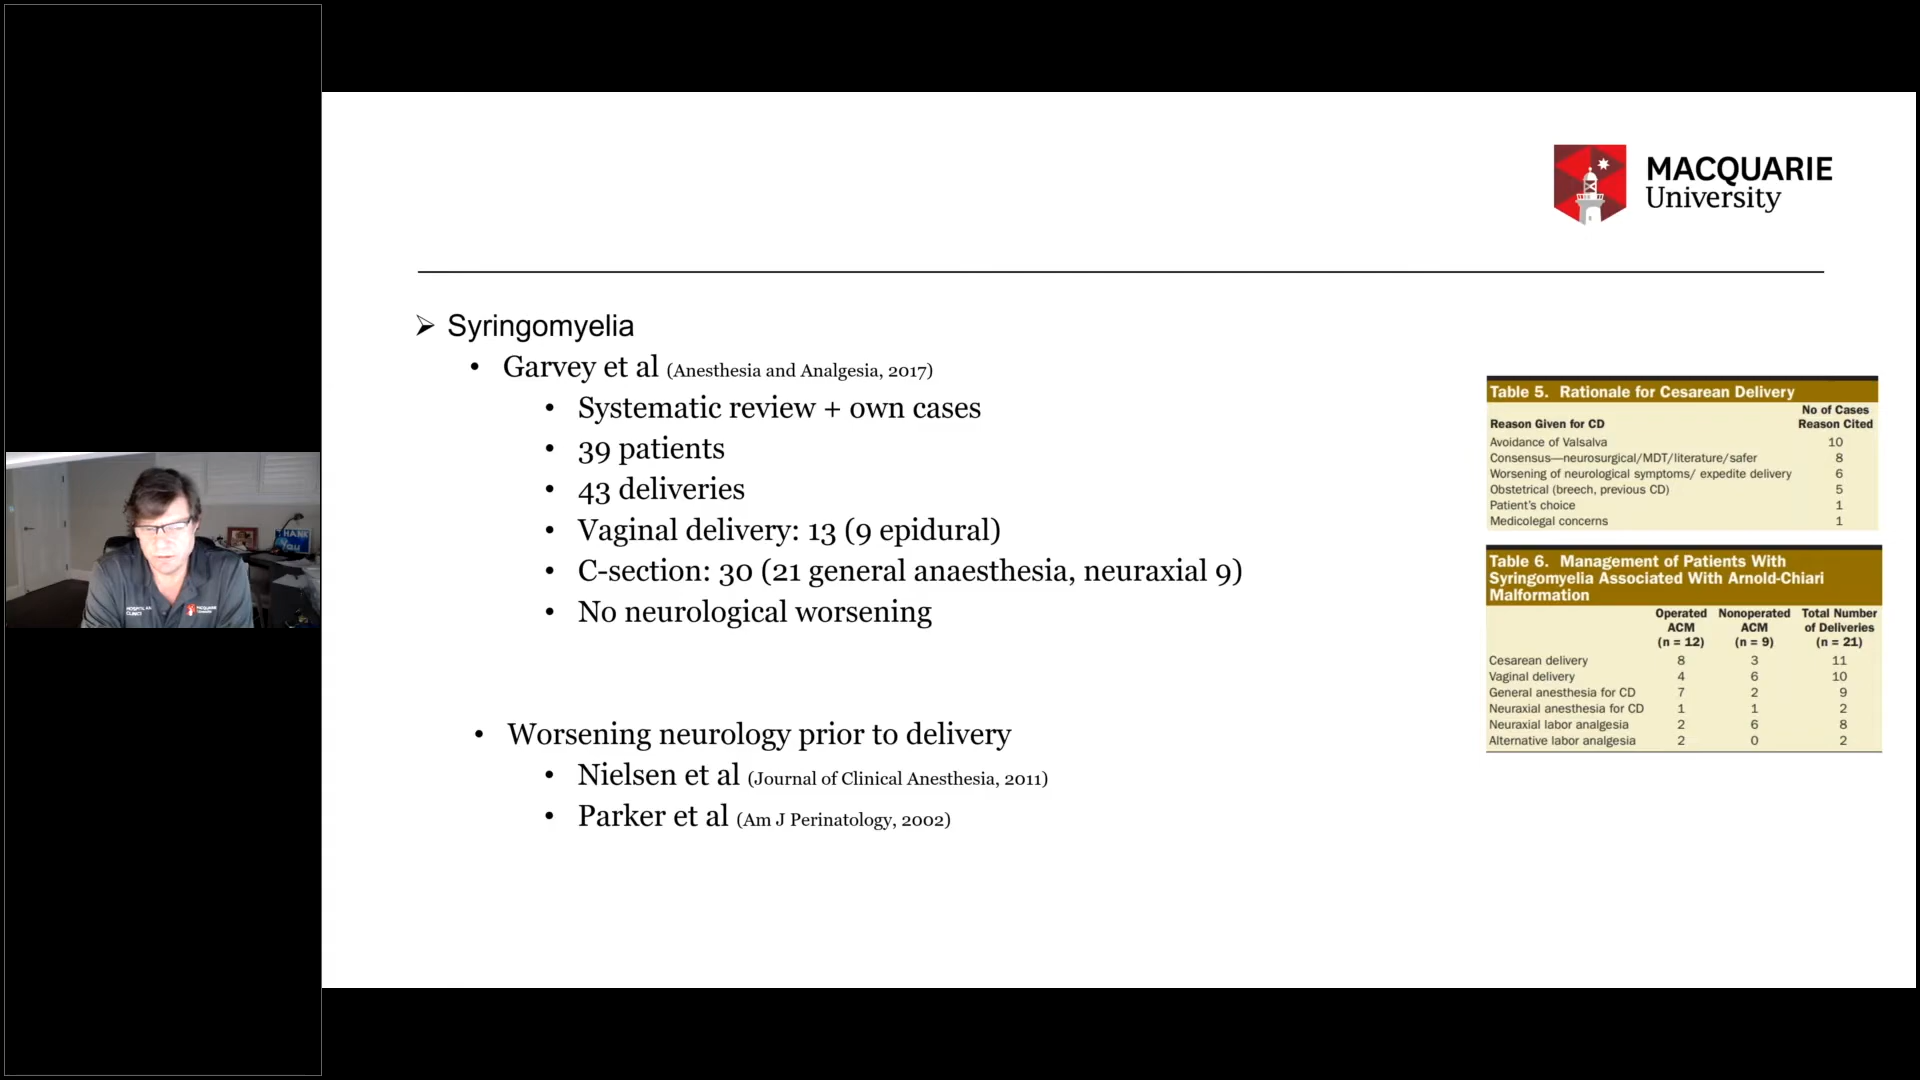 MACQUARIE
University
➢ Syringomyelia
• Garvey et al (Anesthesia and Analgesia, 2017)
• Systematic review + own cases
• 39 patients
• 43 deliveries
• Vaginal delivery: 13 (9 epidural)
• C-section: 30 (21 general anaesthesia, neuraxial 9)
• No neurological worsening
• Worsening neurology prior to delivery
• Nielsen et al (Journal of Clinical Anesthesia, 2011)
• Parker et al (Am J Perinatology, 2002)
Table 5. Rationale for Cesarean Delivery
No of Cases
Reason Given for CD Reason Cited
Avoidance of Valsalva 10
Consensus—neurosurgical/MDT/literature/safer 8
Worsening of neurological symptoms/ expedite delivery 6
Obstetrical (breech, previous CD) 5
Patient's choice 1
Medicolegal concerns 1
Table 6. Management of Patients With
Syringomyelia Associated With Arnold-Chiari
Malformation
Operated Nonoperated Total Number
ACM ACM of Deliveries
(n = 12) (n = 9) (n = 21)
Cesarean delivery 8 3 11
Vaginal delivery 4 6 10
General anesthesia for CD 7 2 9
Neuraxial anesthesia for CD 1 1 2
Neuraxial labor analgesia 2 6 8
Alternative labor analgesia 2 0 2
HANK
You
MACQUARIE